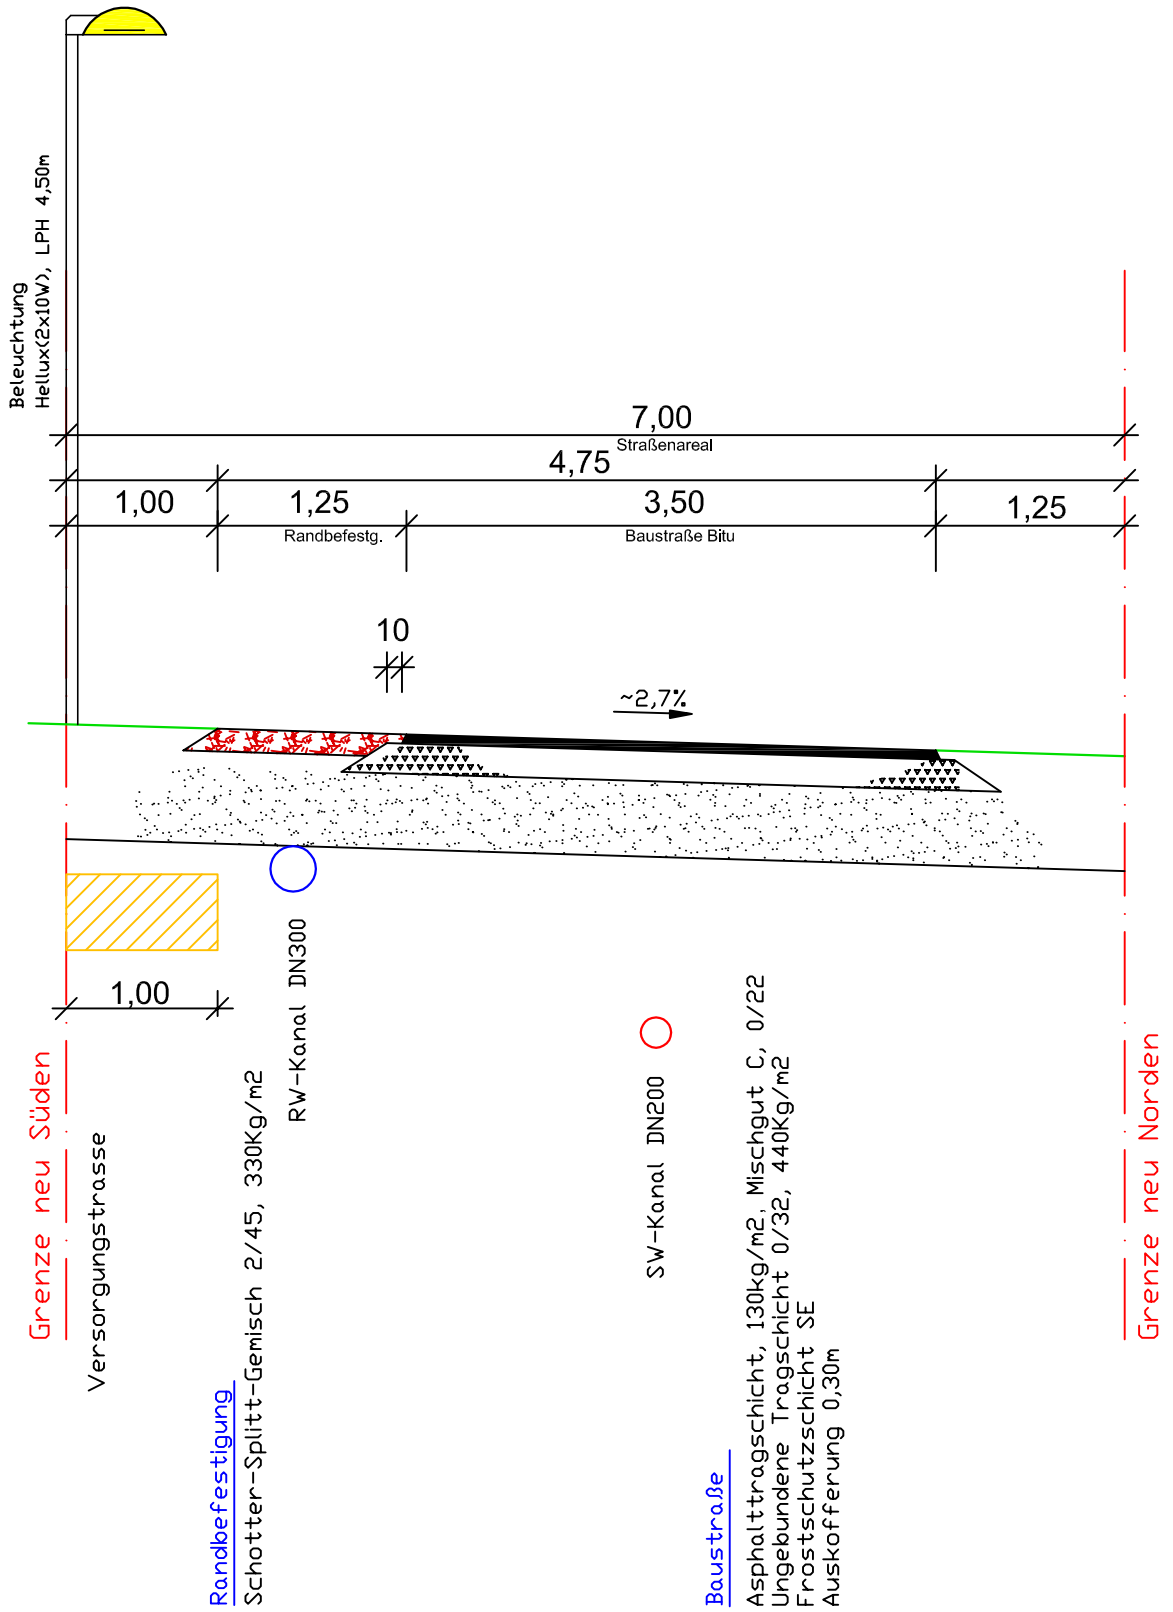 Beleuchtung
Hellux(2x10W), LPH 4,50m
7,00
Straßenareal
4,75
1,00
1,25
3,50
1,25
Randbefestg.
Baustraße Bitu
10
~2,7%
1,00
RW-Kanal DN300
SW-Kanal DN200
Grenze neu Süden
Versorgungstrasse
Randbefestigung
Schotter-Splitt-Gemisch 2/45, 330Kg/m2
Baustraße
Asphalttragschicht, 130kg/m2, Mischgut C, 0/22
Ungebundene Tragschicht 0/32, 440Kg/m2
Frostschutzschicht SE
Auskofferung 0,30m
Grenze neu Norden